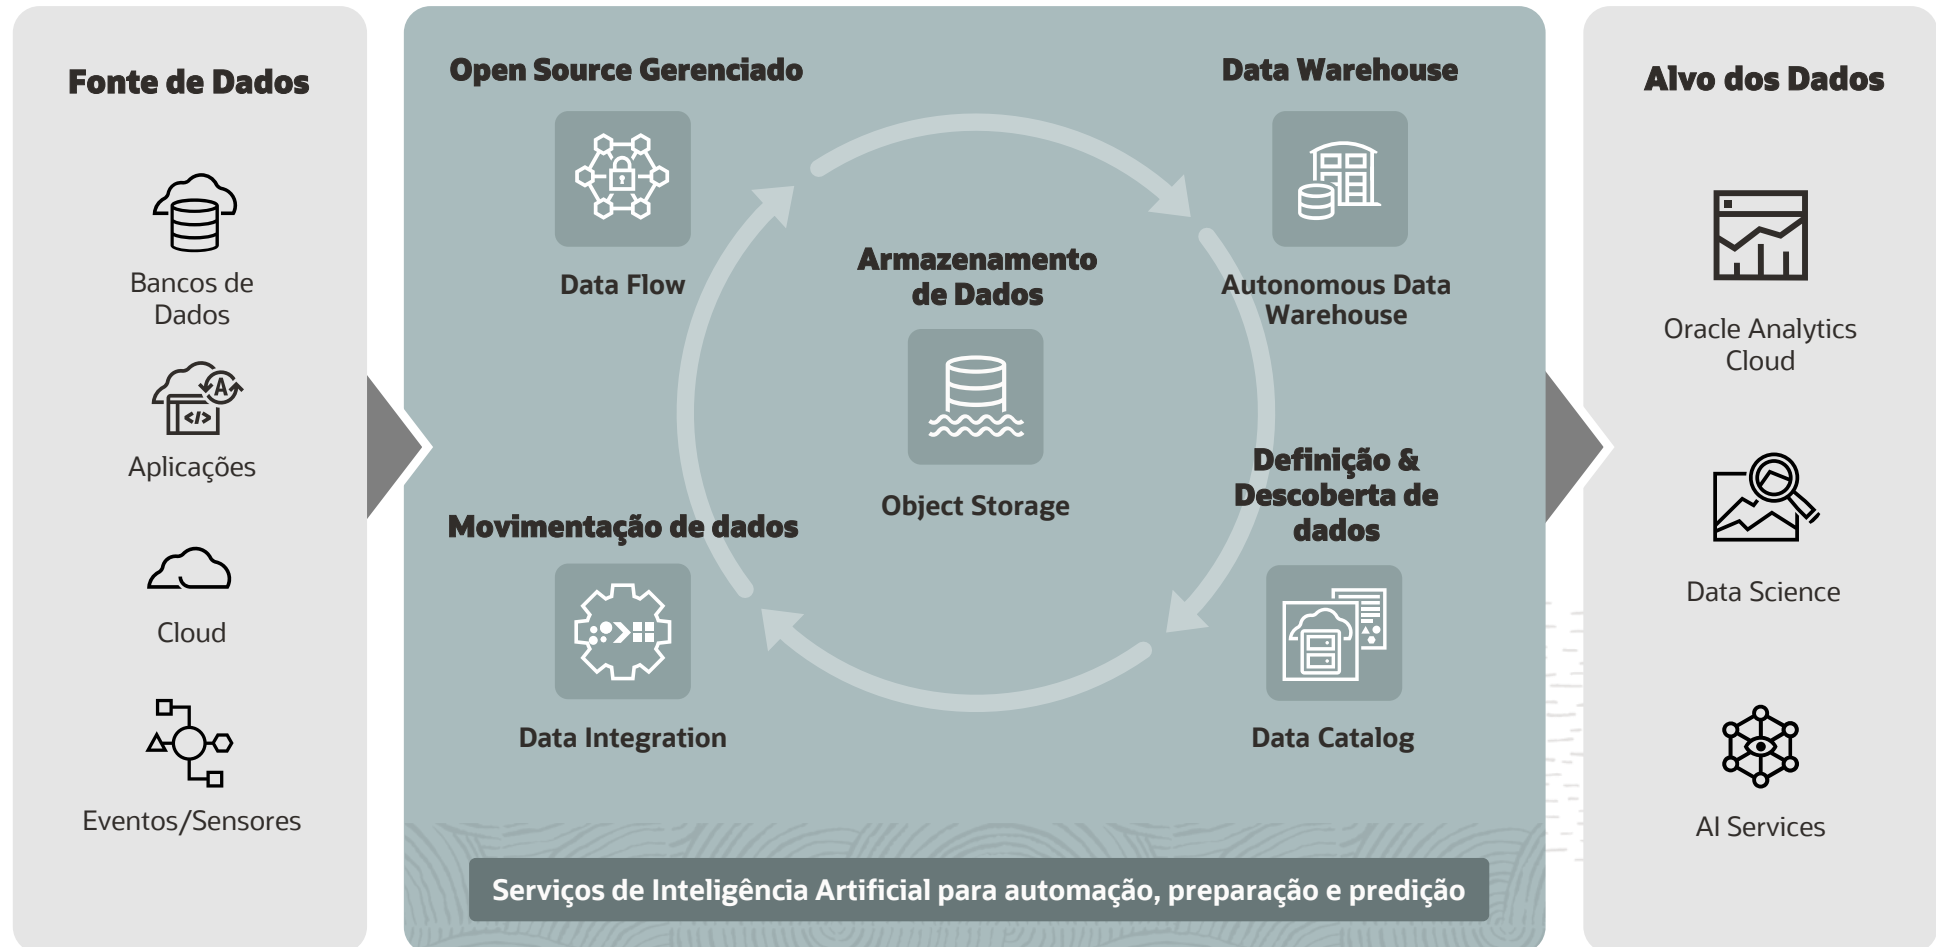 Fonte de Dados
Bancos de
Dados
Aplicações
A
</>
Cloud
Eventos/Sensores
Open Source Gerenciado
Data Flow
Data Warehouse
Autonomous Data
Warehouse
Armazenamento
de Dados
Object Storage
Movimentação de dados
Data Integration
Definição &
Descoberta de
dados
Data Catalog
Serviços de Inteligência Artificial para automação, preparação e predição
Alvo dos Dados
Oracle Analytics
Cloud
Data Science
AI Services